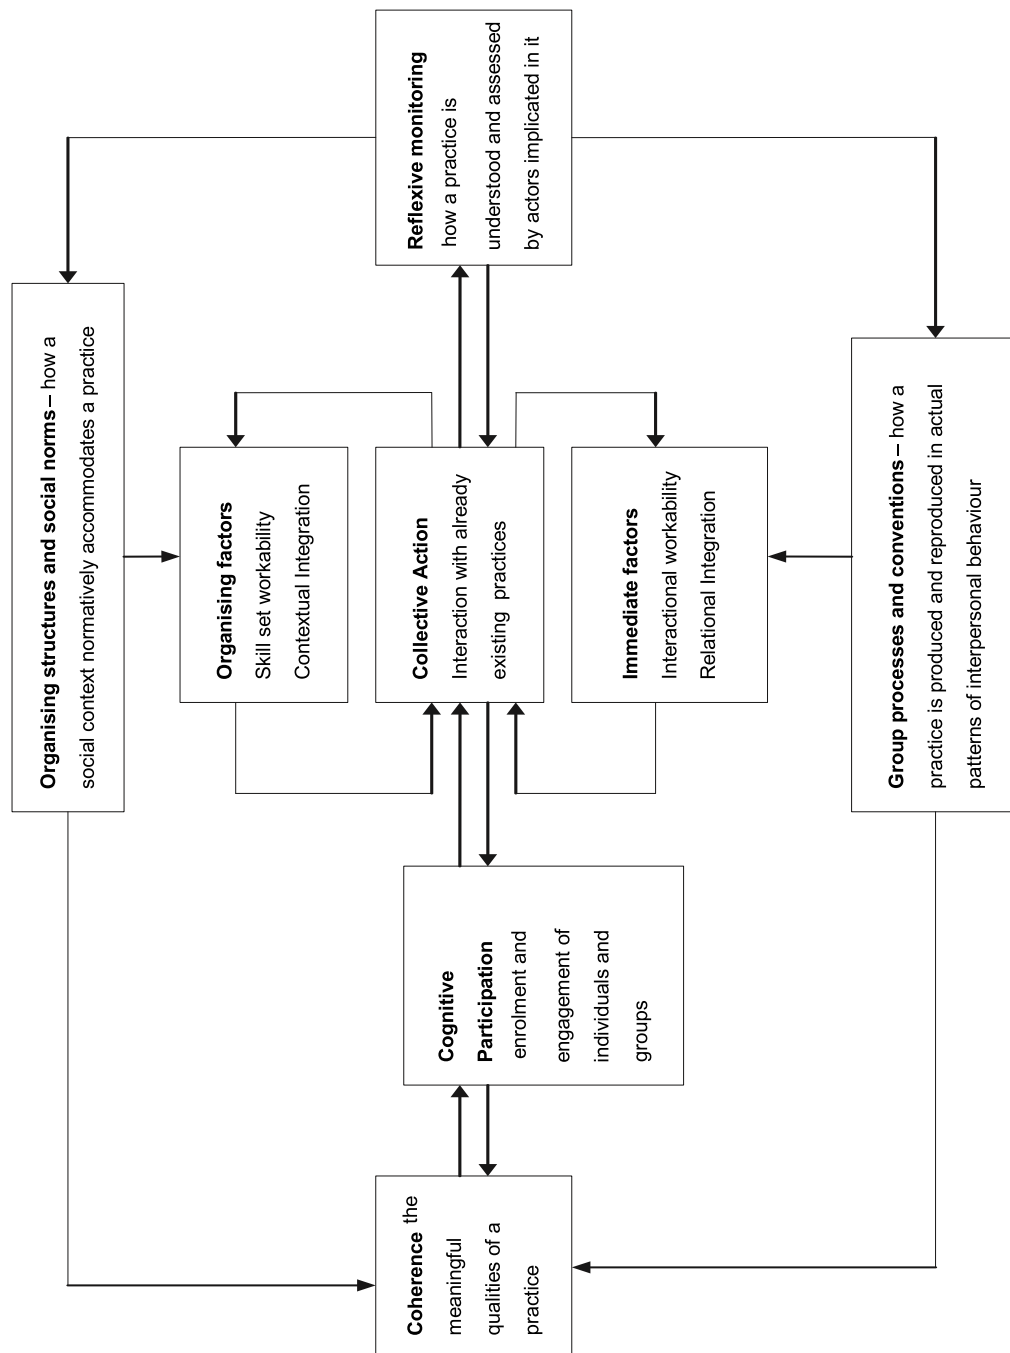 Organising structures and social norms – how a
social context normatively accommodates a practice
Organising factors
Skill set workability
Contextual Integration
Coherence the
meaningful
qualities of a
practice
Cognitive
Participation
enrolment and
engagement of
individuals and
groups
Collective Action
Interaction with already
existing practices
Reflexive monitoring
how a practice is
understood and assessed
by actors implicated in it
Immediate factors
Interactional workability
Relational Integration
Group processes and conventions – how a
practice is produced and reproduced in actual
patterns of interpersonal behaviour